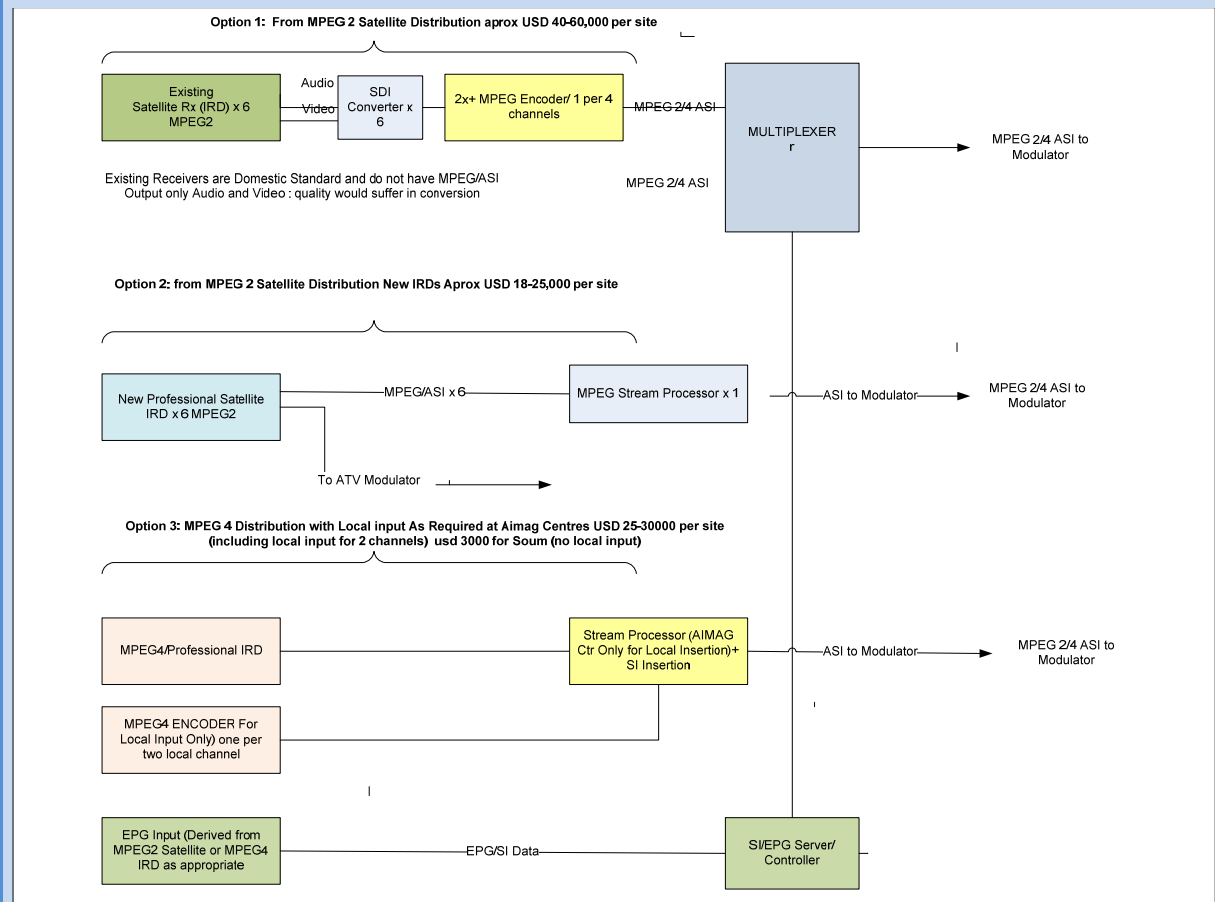 Option 1: From MPEG 2 Satellite Distribution aprox USD 40-60,000 per site
Existing
Satellite Rx (IRD) x 6
MPEG2
Audio
Video
SDI
Converter x
6
2x+ MPEG Encoder/ 1 per 4
channels
MPEG 2/4 ASI
MULTIPLEXER
r
MPEG 2/4 ASI to
Modulator
Existing Receivers are Domestic Standard and do not have MPEG/ASI
Output only Audio and Video : quality would suffer in conversion
MPEG 2/4 ASI
Option 2: from MPEG 2 Satellite Distribution New IRDs Aprox USD 18-25,000 per site
New Professional Satellite
IRD x 6 MPEG2
MPEG/ASI x 6
MPEG Stream Processor x 1
ASI to Modulator
MPEG 2/4 ASI to
Modulator
To ATV Modulator
Option 3: MPEG 4 Distribution with Local input As Required at Aimag Centres USD 25-30000 per site
(including local input for 2 channels) usd 3000 for Soum (no local input)
MPEG4/Professional IRD
Stream Processor (AIMAG
Ctr Only for Local Insertion)+
SI Insertion
ASI to Modulator
MPEG 2/4 ASI to
Modulator
MPEG4 ENCODER For
Local Input Only) one per
two local channel
EPG Input (Derived from
MPEG2 Satellite or MPEG4
IRD as appropriate
EPG/SI Data
SI/EPG Server/
Controller